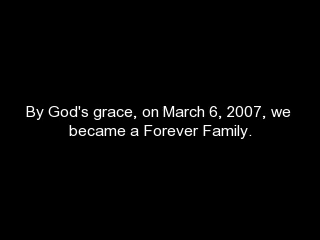 By God's grace, on March 6, 2007, we
became a Forever Family.